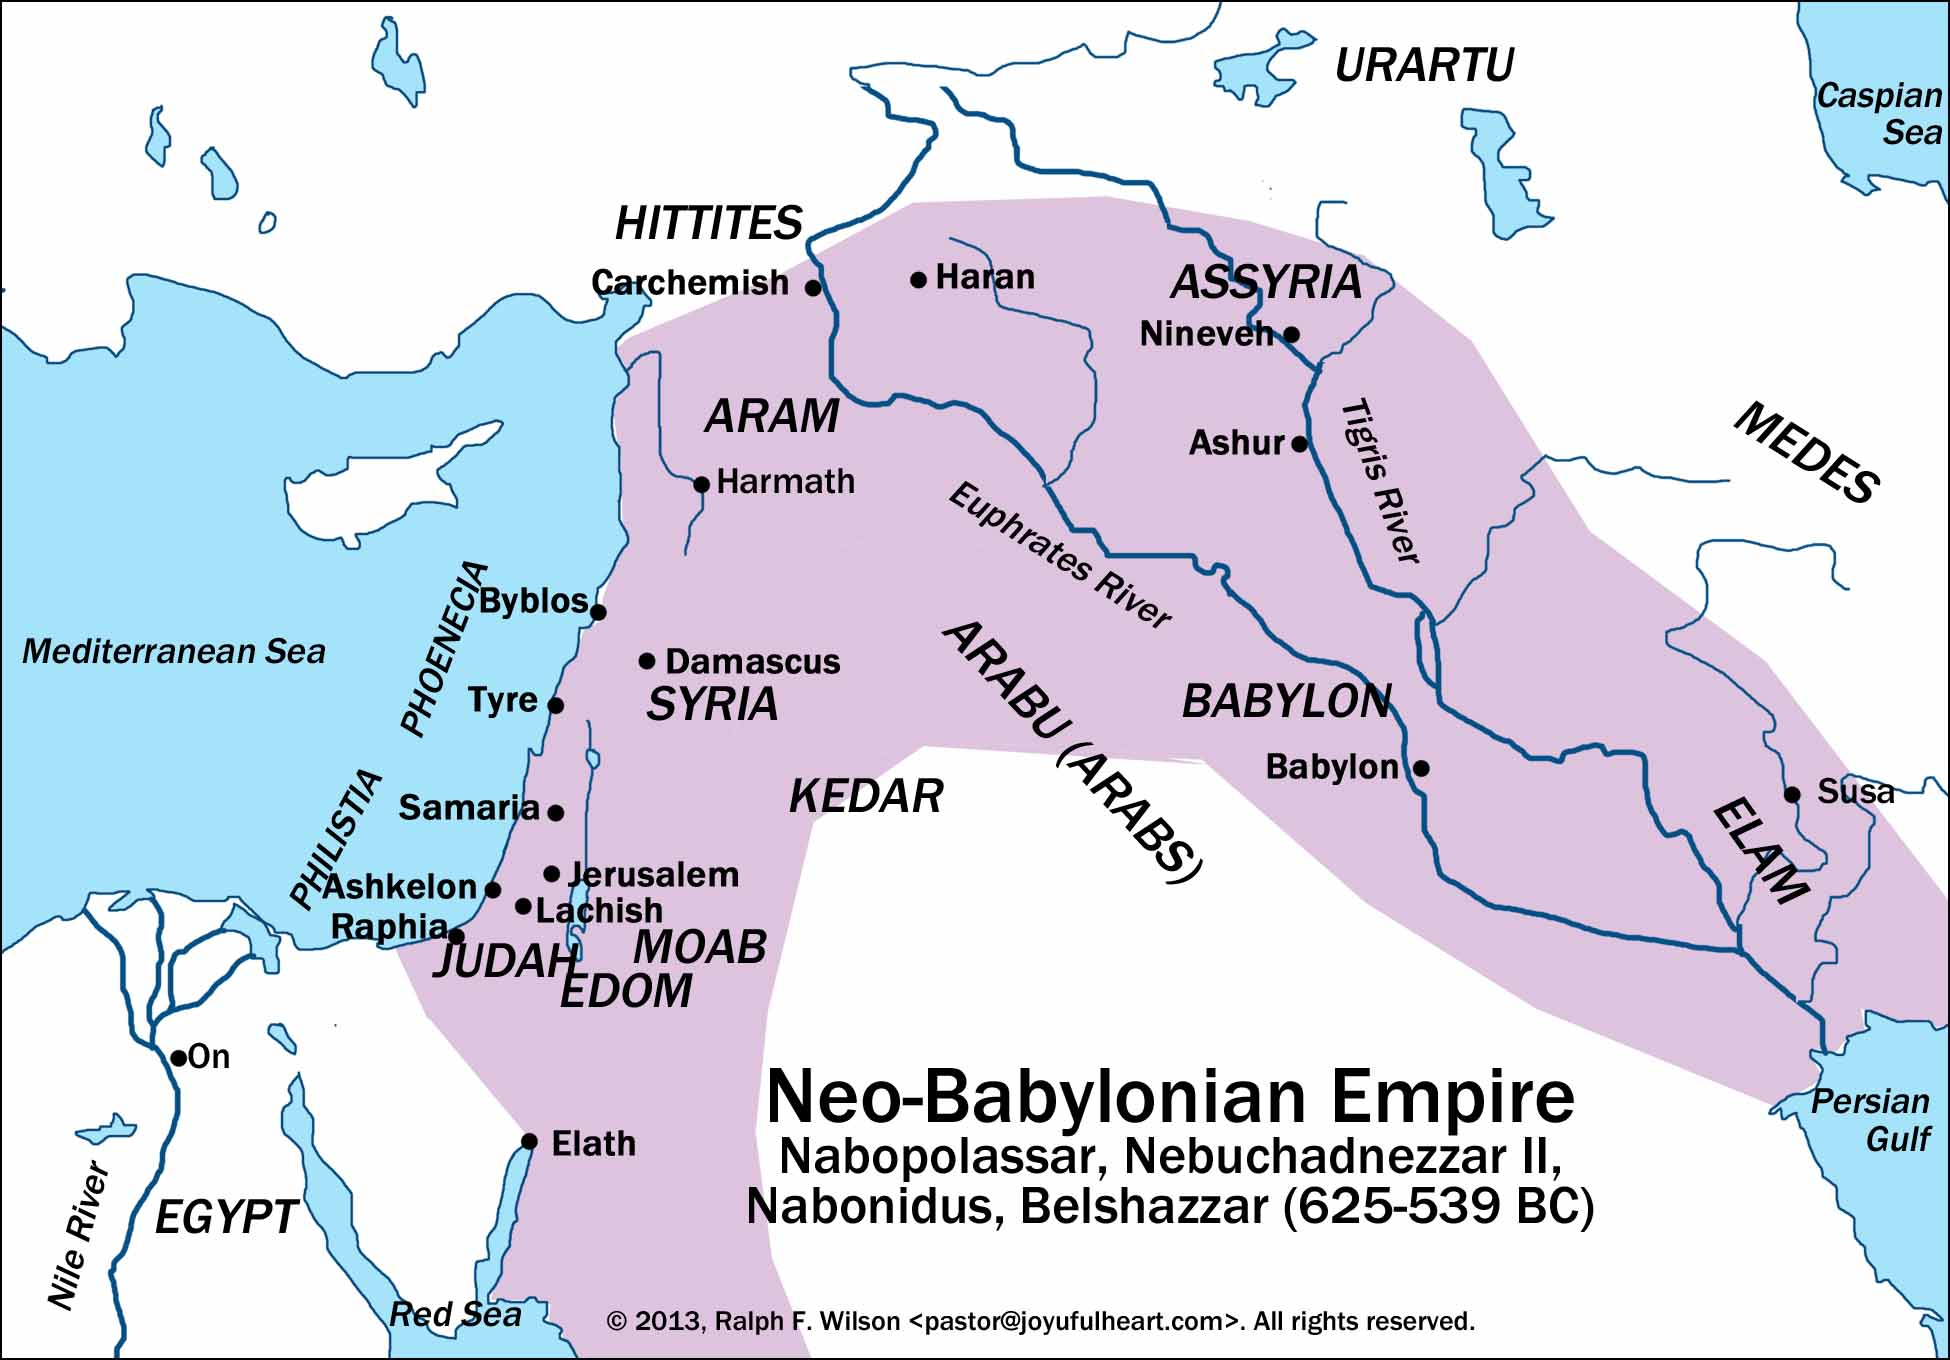 URARTU
Caspian
Sea
HITTITES
Carchemish
Haran
ASSYRIA
Nineveh
ARAM
Ashur
Tigris River
MEDES
Harmath
Euphrates River
PHOENECIA
Byblos
Mediterranean Sea
Damascus
ARABU (ARABS)
Tyre
SYRIA
BABYLON
Babylon
PHILISTIA
Samaria
KEDAR
Susa
ELAM
Jerusalem
Ashkelon
Lachish
Raphia
JUDAH
MOAB
EDOM
On
Neo-Babylonian Empire
Nabopolassar, Nebuchadnezzar II,
Nabonidus, Belshazzar (625-539 BC)
Persian
Gulf
Elath
Nile River
EGYPT
Red Sea
© 2013, Ralph F. Wilson <pastor@joyufulheart.com>. All rights reserved.